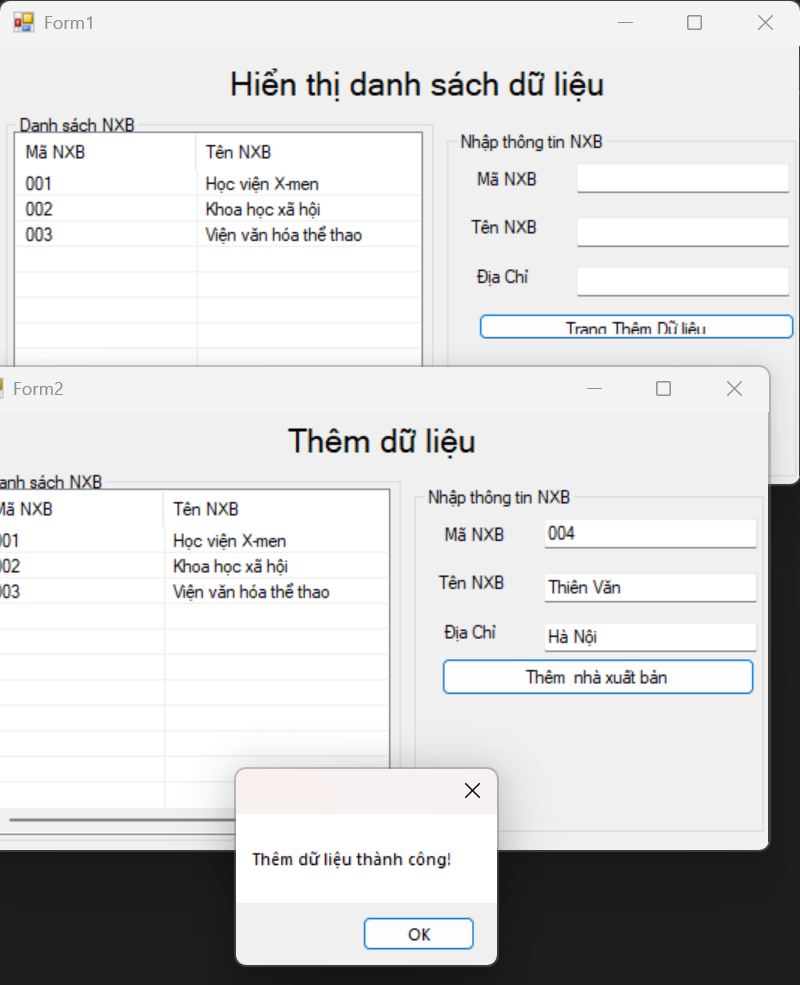 Form1
Hiển thị danh sách dữ liệu
Danh sách NXB
Mã NXB Tên NXB
001 Học viện X-men
002 Khoa học xã hội
003 Viện văn hóa thể thao
Nhập thông tin NXB
Mã NXB
Tên NXB
Địa Chỉ
Trang Thêm Dữ liệu
Form2
Thêm dữ liệu
anh sách NXB
Mã NXB Tên NXB
001 Học viện X-men
002 Khoa học xã hội
003 Viện văn hóa thể thao
Nhập thông tin NXB
Mã NXB 004
Tên NXB Thiên Văn
Địa Chỉ Hà Nội
Thêm  nhà xuất bản
Thêm dữ liệu thành công!
OK